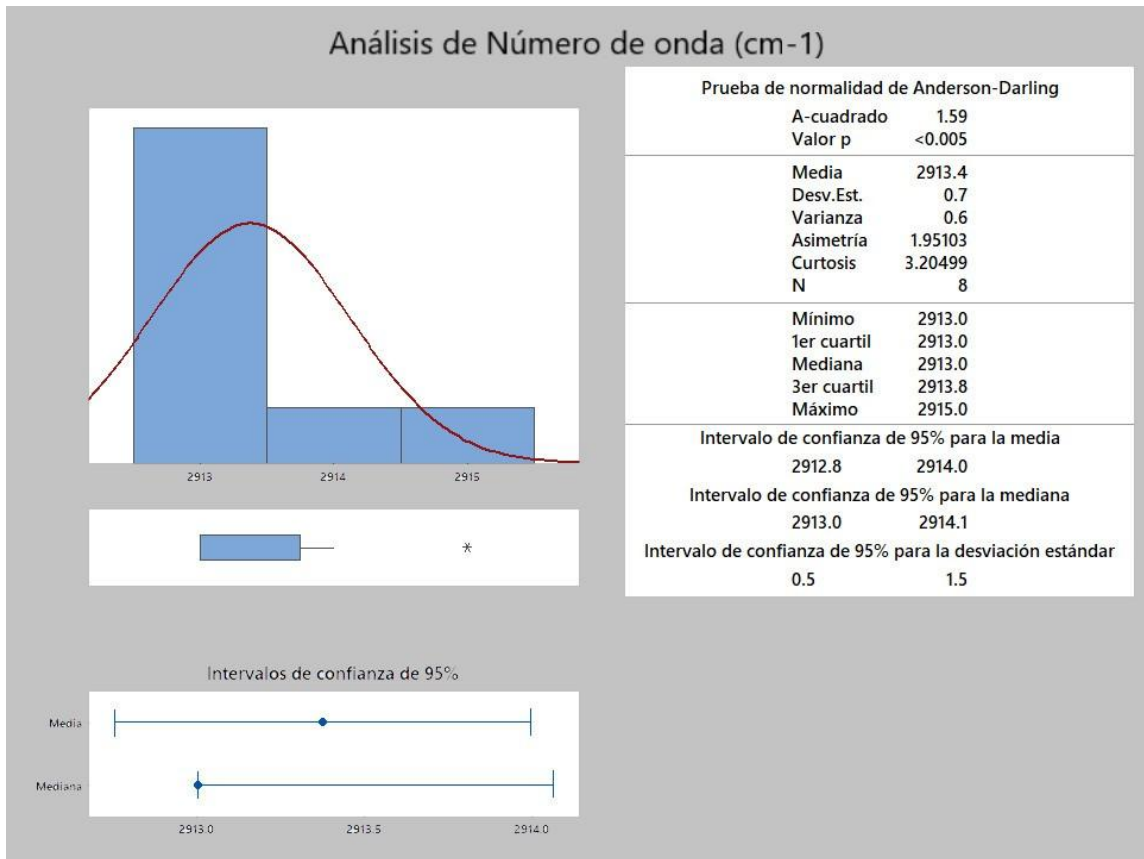 Análisis de Número de onda (cm-1)
2913 2914 2915
*
Intervalos de confianza de 95%
Media
Mediana
2913.0 2913.5 2914.0
Prueba de normalidad de Anderson-Darling
A-cuadrado 1.59
Valor p <0.005
Media 2913.4
Desv.Est. 0.7
Varianza 0.6
Asimetría 1.95103
Curtosis 3.20499
N 8
Mínimo 2913.0
1er cuartil 2913.0
Mediana 2913.0
3er cuartil 2913.8
Máximo 2915.0
Intervalo de confianza de 95% para la media
2912.8 2914.0
Intervalo de confianza de 95% para la mediana
2913.0 2914.1
Intervalo de confianza de 95% para la desviación estándar
0.5 1.5